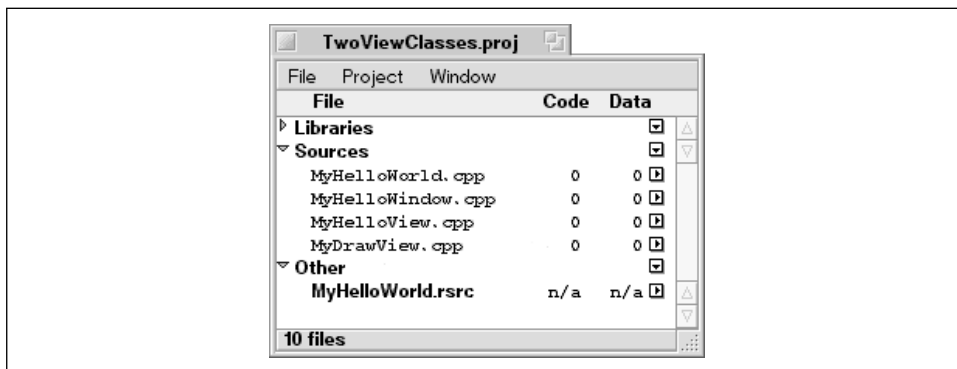 TwoViewClasses.proj
File Project Window
File Code Data
Libraries
Sources
MyHelloWorld.cpp 0 0
MyHelloWindow.cpp 0 0
MyHelloView.cpp 0 0
MyDrawView.cpp 0 0
Other
MyHelloWorld.rsrc n/a n/a
10 files